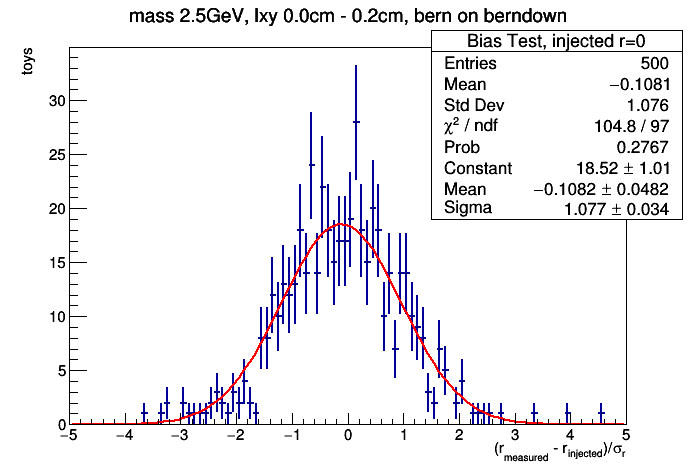 mass 2.5GeV, lxy 0.0cm - 0.2cm, bern on berndown
Bias Test, injected r=0
Entries 500
Mean −0.1081
Std Dev 1.076
χ² / ndf 104.8 / 97
Prob 0.2767
Constant 18.52 ± 1.01
Mean −0.1082 ± 0.0482
Sigma 1.077 ± 0.034
toys
30
25
20
15
10
5
0
−5 −4 −3 −2 −1 0 1 2 3 4 5
(r_measured - r_injected)/σ_r